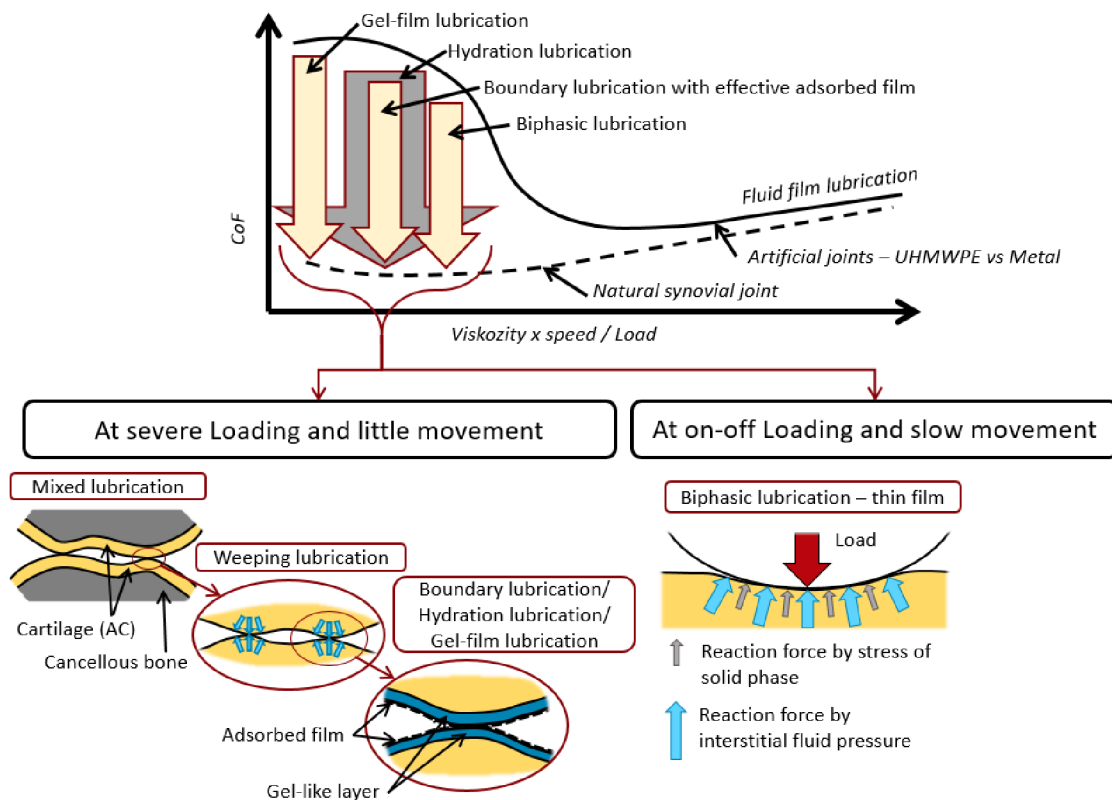 Gel-film lubrication
Hydration lubrication
Boundary lubrication with effective adsorbed film
Biphasic lubrication
Fluid film lubrication
CoF
Artificial joints – UHMWPE vs Metal
Natural synovial joint
Viskozity x speed / Load
At severe Loading and little movement
At on-off Loading and slow movement
Mixed lubrication
Cartilage (AC)
Cancellous bone
Weeping lubrication
Boundary lubrication/
Hydration lubrication/
Gel-film lubrication
Adsorbed film
Gel-like layer
Biphasic lubrication – thin film
Load
Reaction force by stress of
solid phase
Reaction force by
interstitial fluid pressure